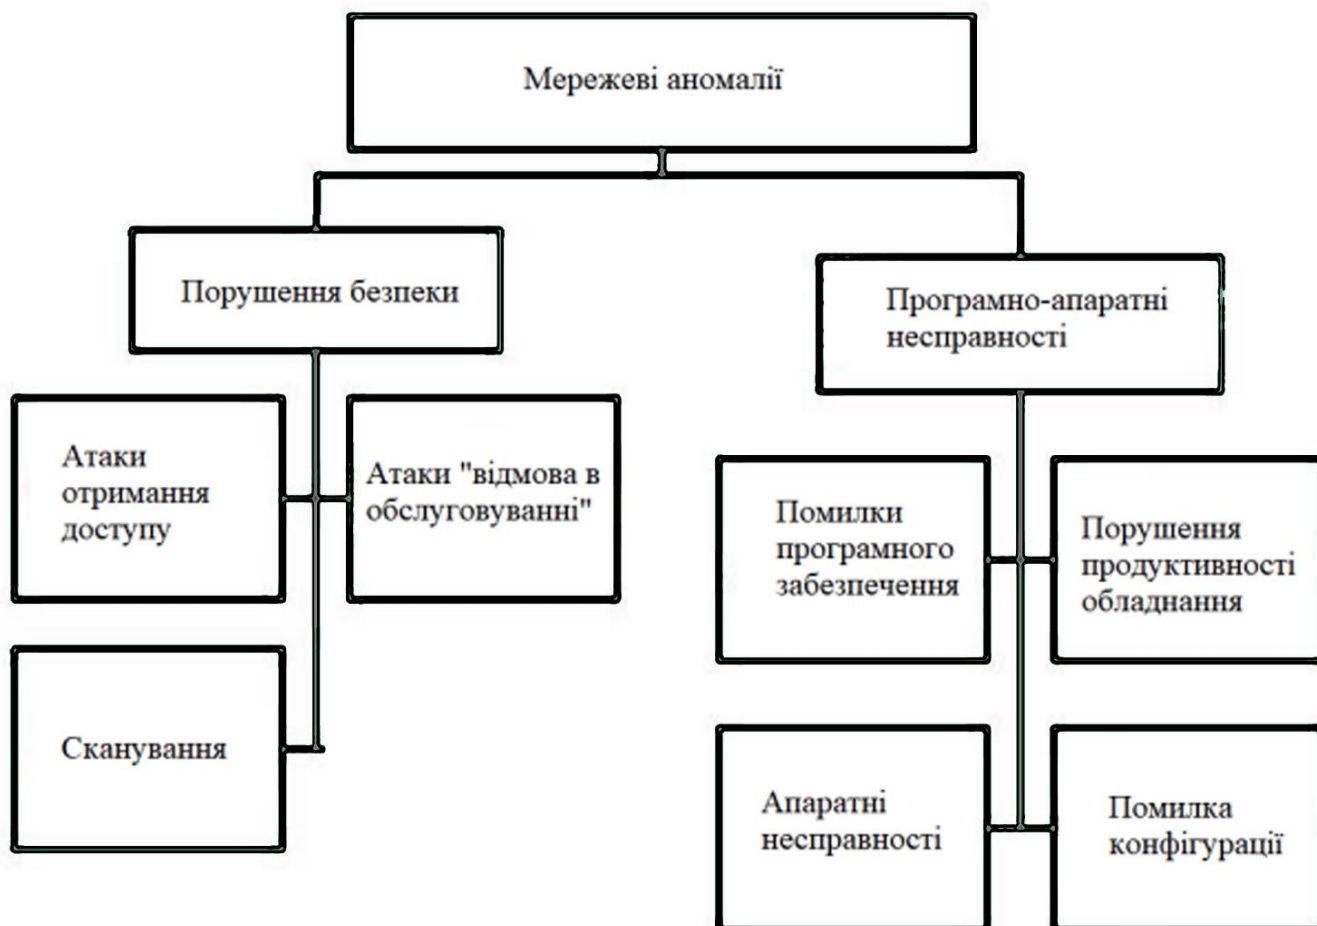 Мережеві аномалії
Порушення безпеки
Програмно-апаратні
несправності
Атаки
отримання
доступу
Атаки "відмова в
обслуговуванні"
Сканування
Помилки
програмного
забезпечення
Порушення
продуктивності
обладнання
Апаратні
несправності
Помилка
конфігурації